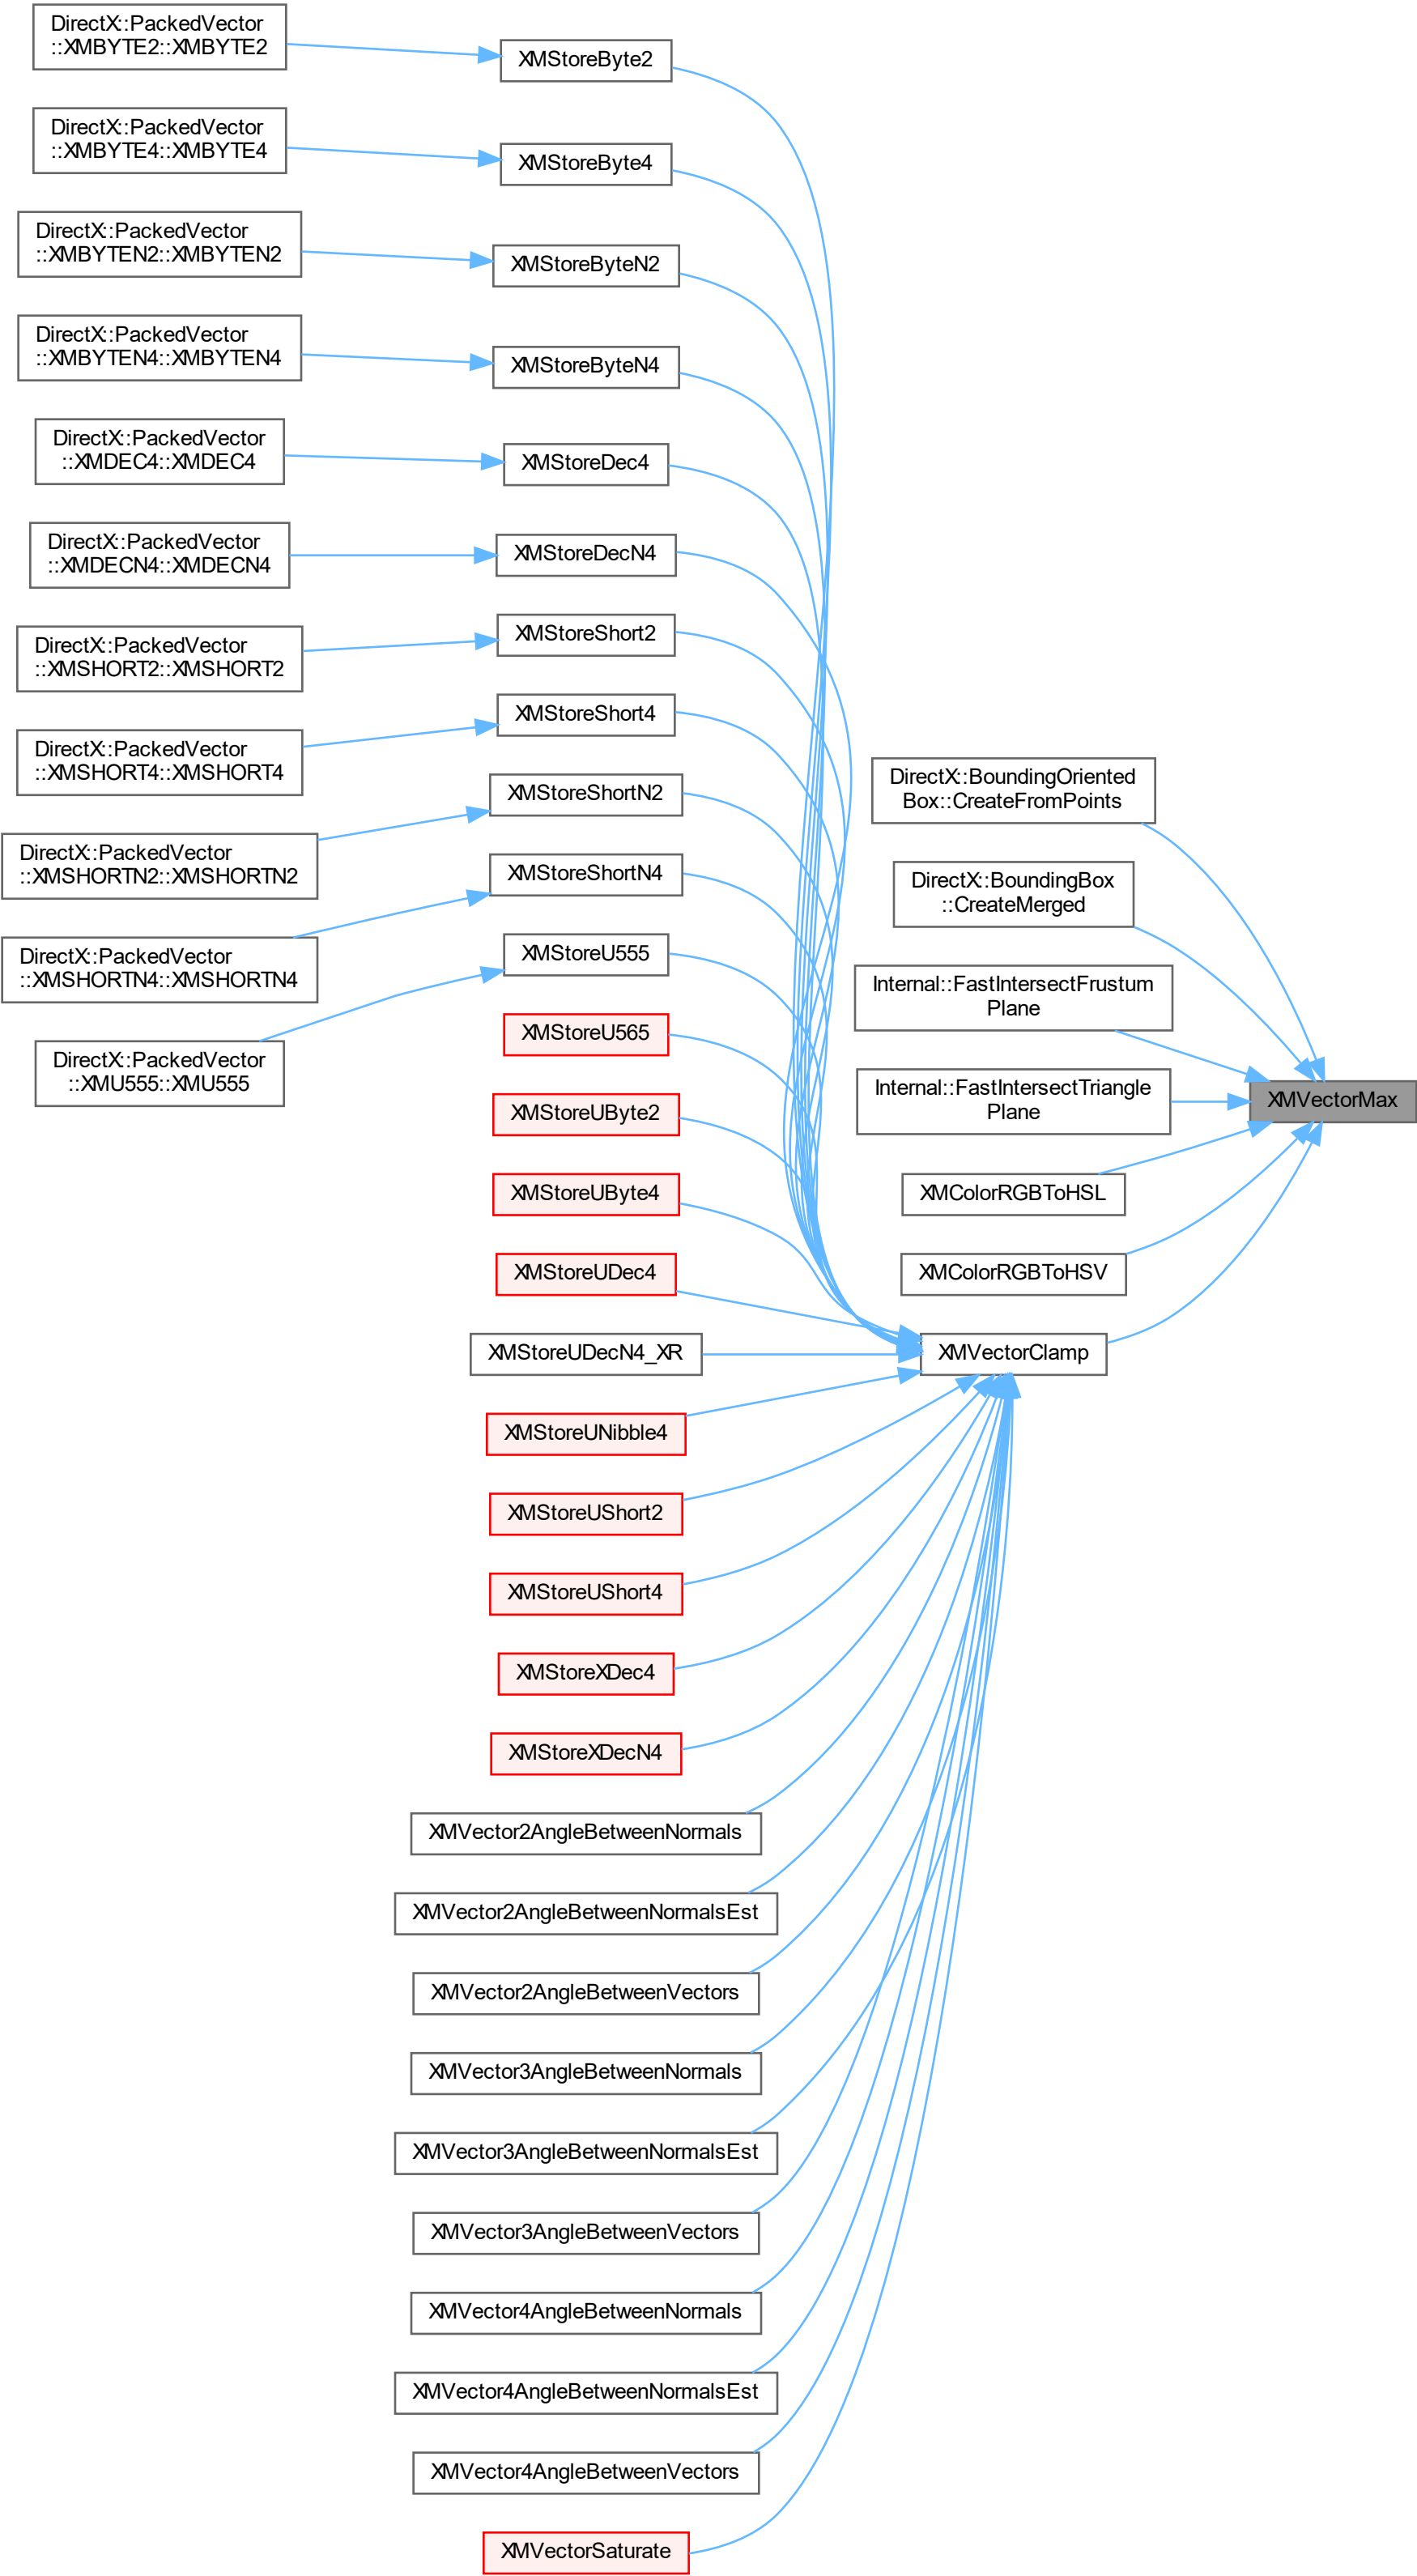 DirectX::PackedVector
::XMBYTE2::XMBYTE2
DirectX::PackedVector
::XMBYTE4::XMBYTE4
DirectX::PackedVector
::XMBYTEN2::XMBYTEN2
DirectX::PackedVector
::XMBYTEN4::XMBYTEN4
DirectX::PackedVector
::XMDEC4::XMDEC4
DirectX::PackedVector
::XMDECN4::XMDECN4
DirectX::PackedVector
::XMSHORT2::XMSHORT2
DirectX::PackedVector
::XMSHORT4::XMSHORT4
DirectX::PackedVector
::XMSHORTN2::XMSHORTN2
DirectX::PackedVector
::XMSHORTN4::XMSHORTN4
DirectX::PackedVector
::XMU555::XMU555
XMStoreByte2
XMStoreByte4
XMStoreByteN2
XMStoreByteN4
XMStoreDec4
XMStoreDecN4
XMStoreShort2
XMStoreShort4
XMStoreShortN2
XMStoreShortN4
XMStoreU555
XMStoreU565
XMStoreUByte2
XMStoreUByte4
XMStoreUDec4
XMStoreUDecN4_XR
XMStoreUNibble4
XMStoreUShort2
XMStoreUShort4
XMStoreXDec4
XMStoreXDecN4
XMVector2AngleBetweenNormals
XMVector2AngleBetweenNormalsEst
XMVector2AngleBetweenVectors
XMVector3AngleBetweenNormals
XMVector3AngleBetweenNormalsEst
XMVector3AngleBetweenVectors
XMVector4AngleBetweenNormals
XMVector4AngleBetweenNormalsEst
XMVector4AngleBetweenVectors
XMVectorSaturate
DirectX::BoundingOriented
Box::CreateFromPoints
DirectX::BoundingBox
::CreateMerged
Internal::FastIntersectFrustum
Plane
Internal::FastIntersectTriangle
Plane
XMColorRGBToHSL
XMColorRGBToHSV
XMVectorClamp
XMVectorMax